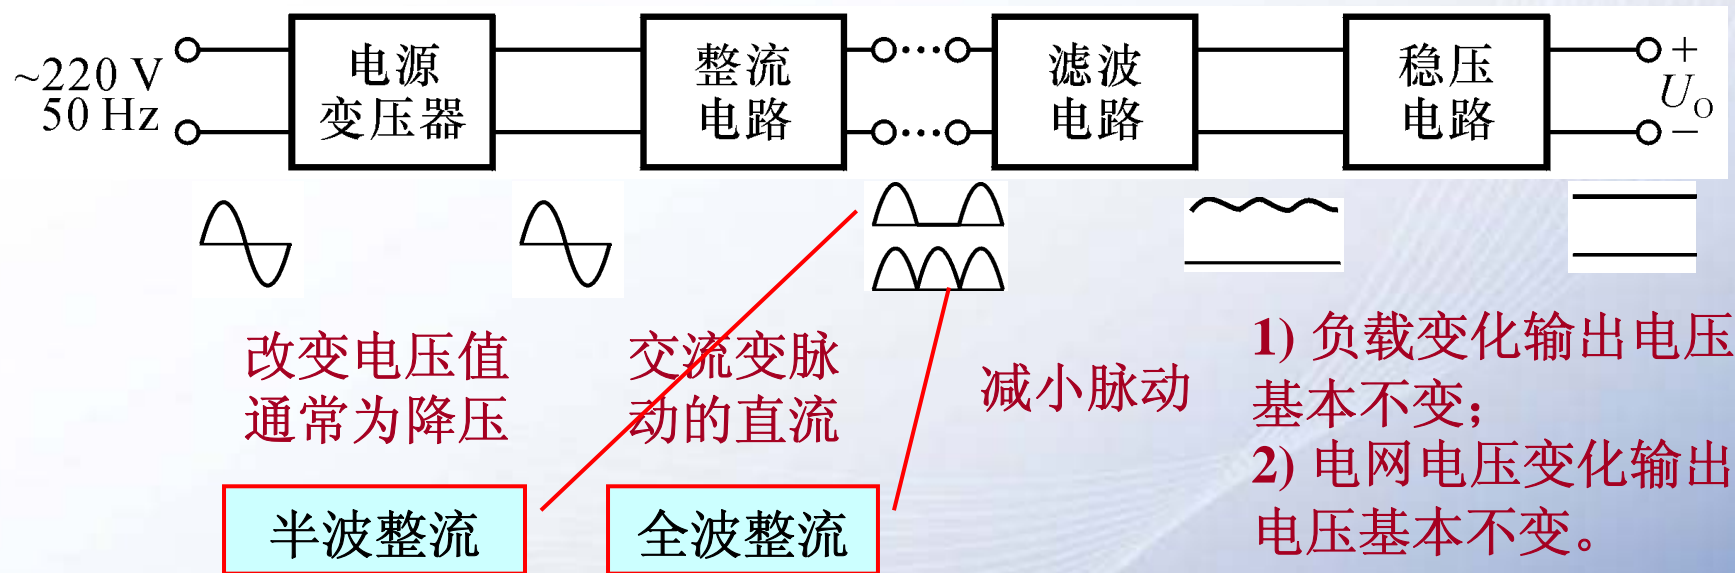 ~220 V
50 Hz
电源
变压器
整流
电路
滤波
电路
稳压
电路
+
U_O
−
改变电压值
通常为降压
交流变脉
动的直流
减小脉动
1) 负载变化输出电压
基本不变；
2) 电网电压变化输出
电压基本不变。
半波整流
全波整流